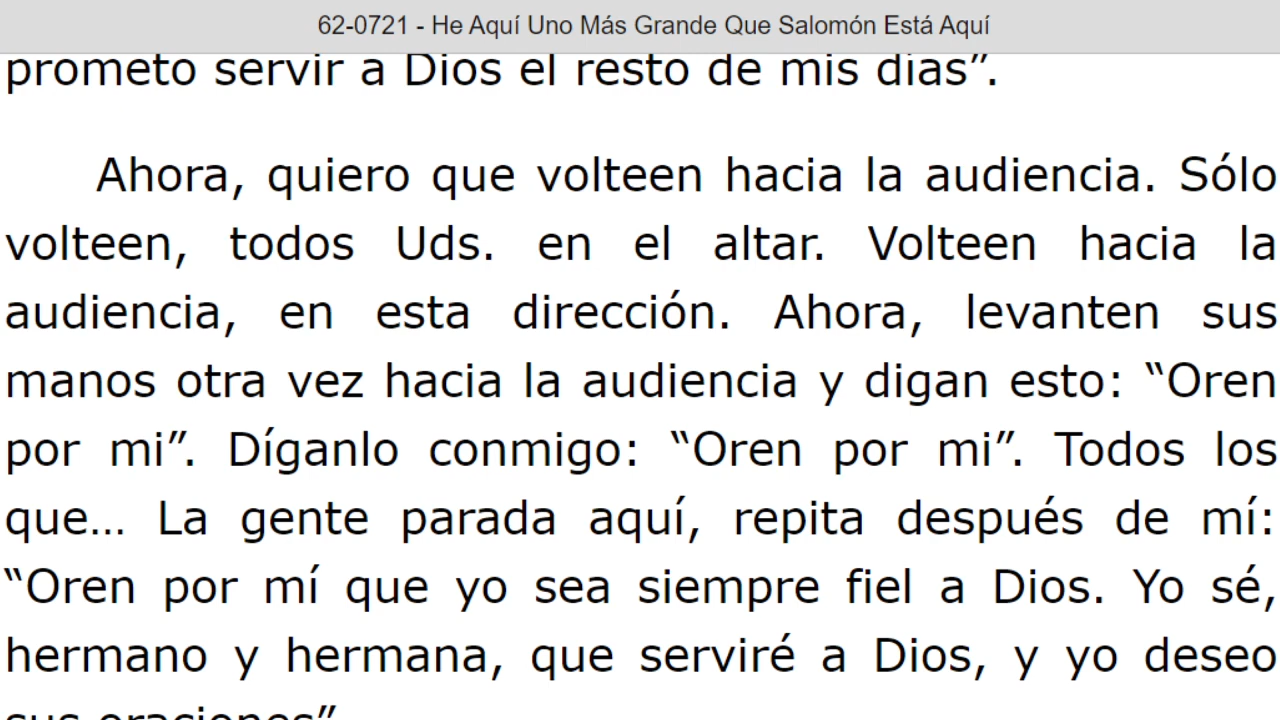 62-0721 - He Aquí Uno Más Grande Que Salomón Está Aquí
prometo servir a Dios el resto de mis días”.
Ahora, quiero que volteen hacia la audiencia. Sólo
volteen, todos Uds. en el altar. Volteen hacia la
audiencia, en esta dirección. Ahora, levanten sus
manos otra vez hacia la audiencia y digan esto: “Oren
por mi”. Díganlo conmigo: “Oren por mi”. Todos los
que… La gente parada aquí, repita después de mí:
“Oren por mí que yo sea siempre fiel a Dios. Yo sé,
hermano y hermana, que serviré a Dios, y yo deseo
sus oraciones”